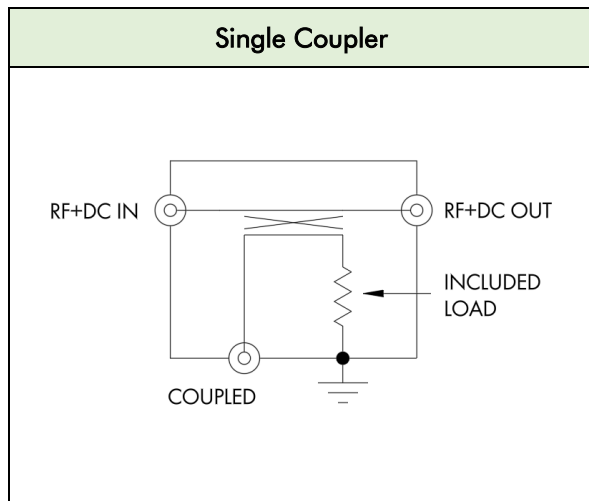 Single Coupler
RF+DC IN
RF+DC OUT
INCLUDED
LOAD
COUPLED